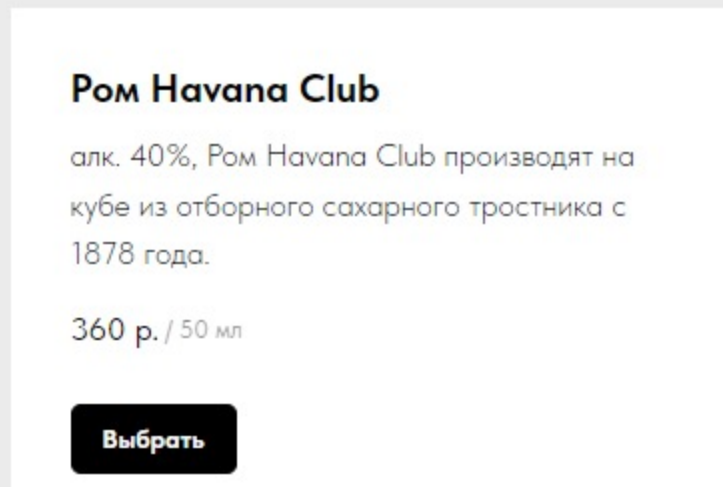 Ром Havana Club
алк. 40%, Ром Havana Club производят на
кубе из отборного сахарного тростника с
1878 года.
360 р. / 50 мл
Выбрать